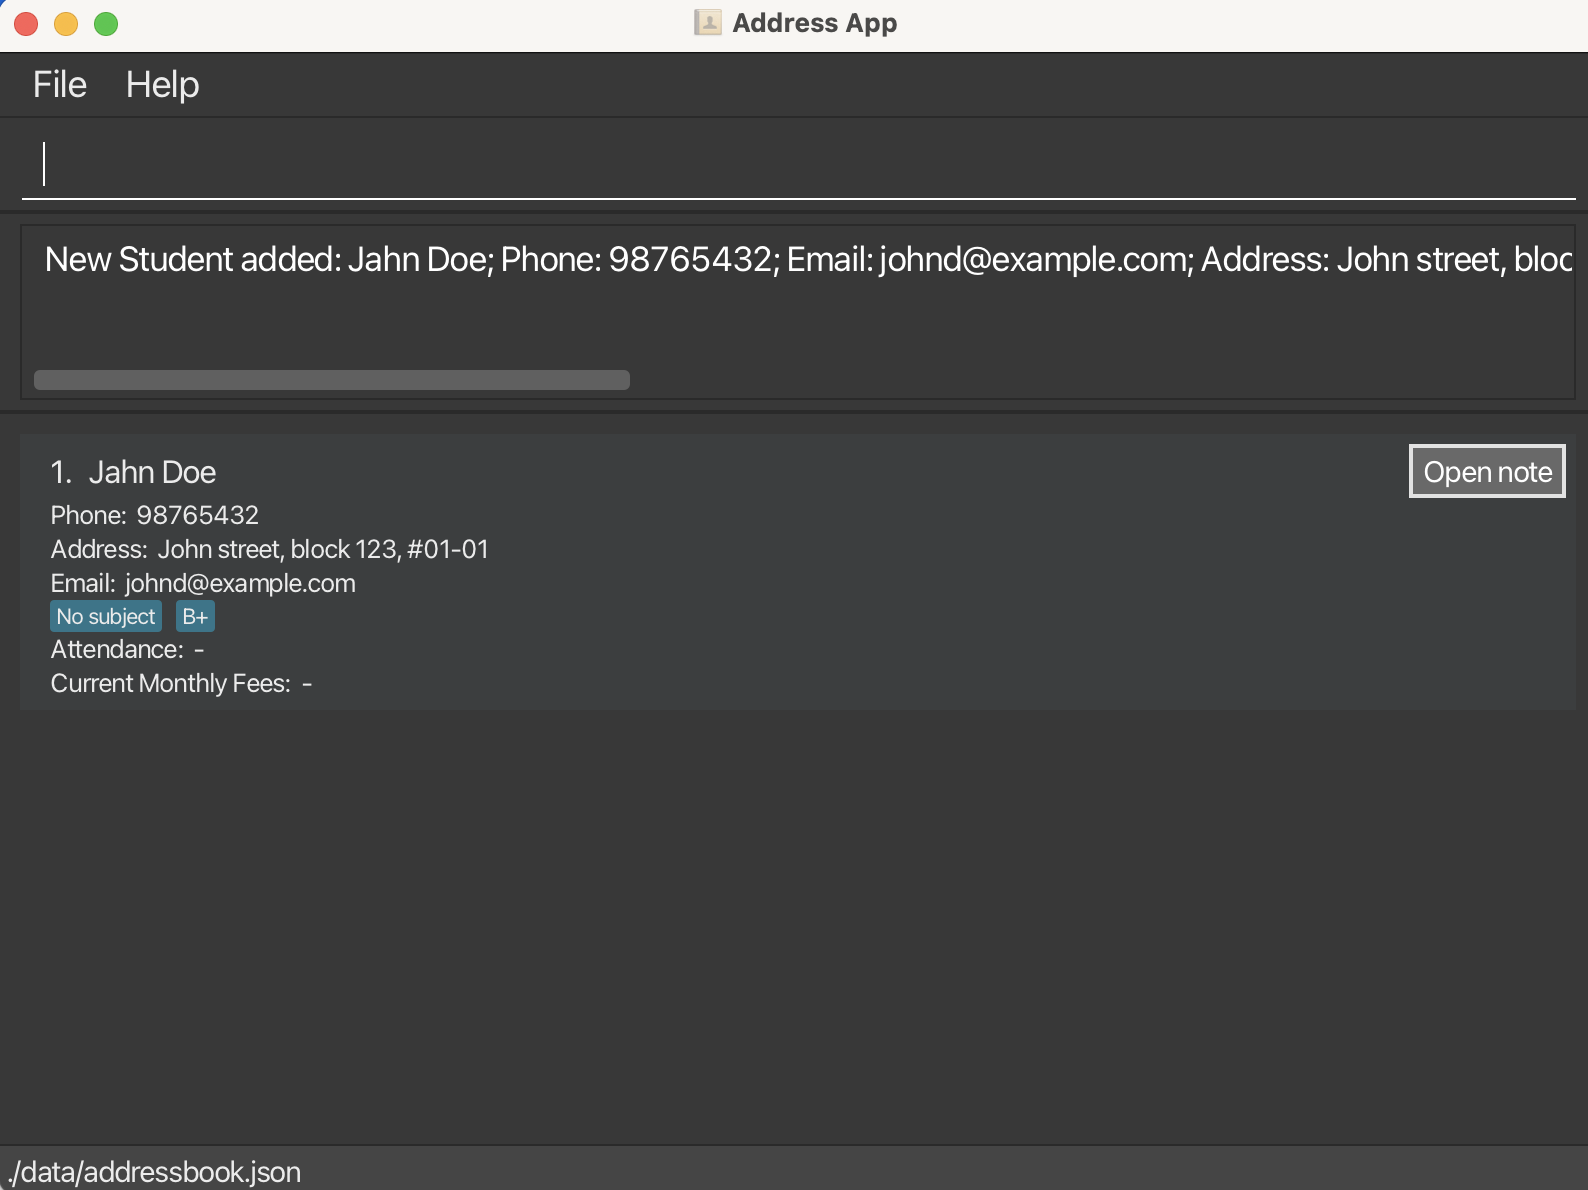 Address App
File Help
New Student added: Jahn Doe; Phone: 98765432; Email: johnd@example.com; Address: John street, bloc
1. Jahn Doe
Open note
Phone: 98765432
Address: John street, block 123, #01-01
Email: johnd@example.com
No subject B+
Attendance: -
Current Monthly Fees: -
./data/addressbook.json